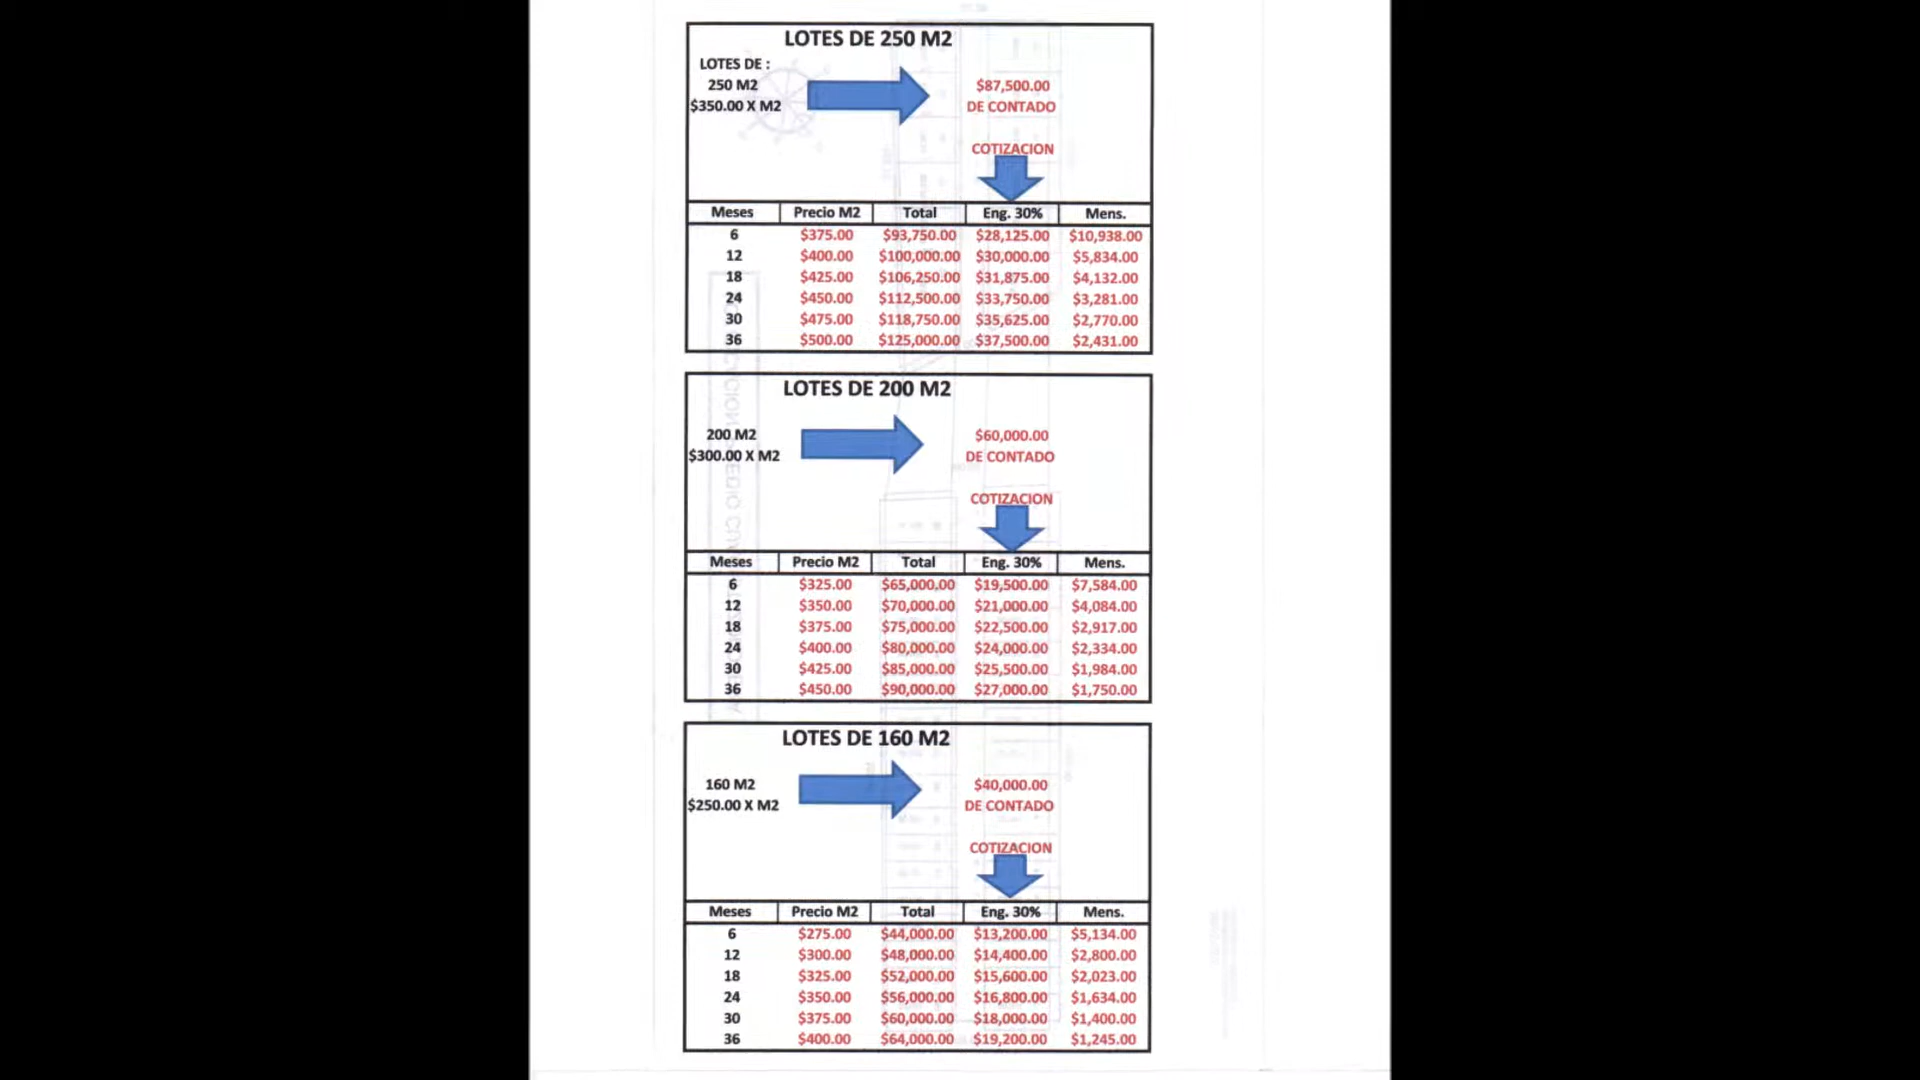 LOTES DE 250 M2
LOTES DE :
250 M2
$350.00 X M2
$87,500.00
DE CONTADO
COTIZACION
Meses Precio M2 Total Eng. 30% Mens.
6 $375.00 $93,750.00 $28,125.00 $10,938.00
12 $400.00 $100,000.00 $30,000.00 $5,834.00
18 $425.00 $106,250.00 $31,875.00 $4,132.00
24 $450.00 $112,500.00 $33,750.00 $3,281.00
30 $475.00 $118,750.00 $35,625.00 $2,770.00
36 $500.00 $125,000.00 $37,500.00 $2,431.00
LOTES DE 200 M2
200 M2
$300.00 X M2
$60,000.00
DE CONTADO
COTIZACION
Meses Precio M2 Total Eng. 30% Mens.
6 $325.00 $65,000.00 $19,500.00 $7,584.00
12 $350.00 $70,000.00 $21,000.00 $4,084.00
18 $375.00 $75,000.00 $22,500.00 $2,917.00
24 $400.00 $80,000.00 $24,000.00 $2,334.00
30 $425.00 $85,000.00 $25,500.00 $1,984.00
36 $450.00 $90,000.00 $27,000.00 $1,750.00
LOTES DE 160 M2
160 M2
$250.00 X M2
$40,000.00
DE CONTADO
COTIZACION
Meses Precio M2 Total Eng. 30% Mens.
6 $275.00 $44,000.00 $13,200.00 $5,134.00
12 $300.00 $48,000.00 $14,400.00 $2,800.00
18 $325.00 $52,000.00 $15,600.00 $2,023.00
24 $350.00 $56,000.00 $16,800.00 $1,634.00
30 $375.00 $60,000.00 $18,000.00 $1,400.00
36 $400.00 $64,000.00 $19,200.00 $1,245.00